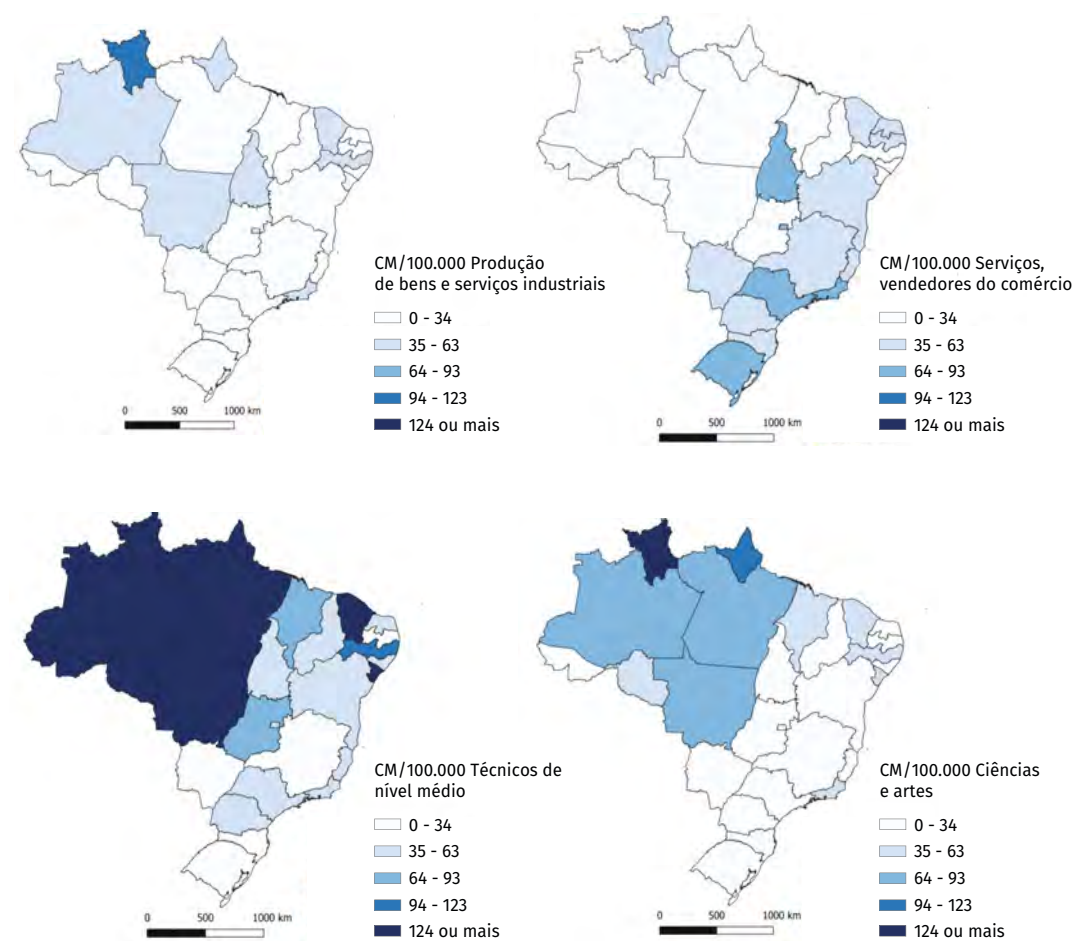 CM/100.000 Produção
de bens e serviços industriais
0 - 34
35 - 63
64 - 93
94 - 123
124 ou mais
0 500 1000 km
CM/100.000 Serviços,
vendedores do comércio
0 - 34
35 - 63
64 - 93
94 - 123
124 ou mais
0 500 1000 km
CM/100.000 Técnicos de
nível médio
0 - 34
35 - 63
64 - 93
94 - 123
124 ou mais
0 500 1000 km
CM/100.000 Ciências
e artes
0 - 34
35 - 63
64 - 93
94 - 123
124 ou mais
0 500 1000 km